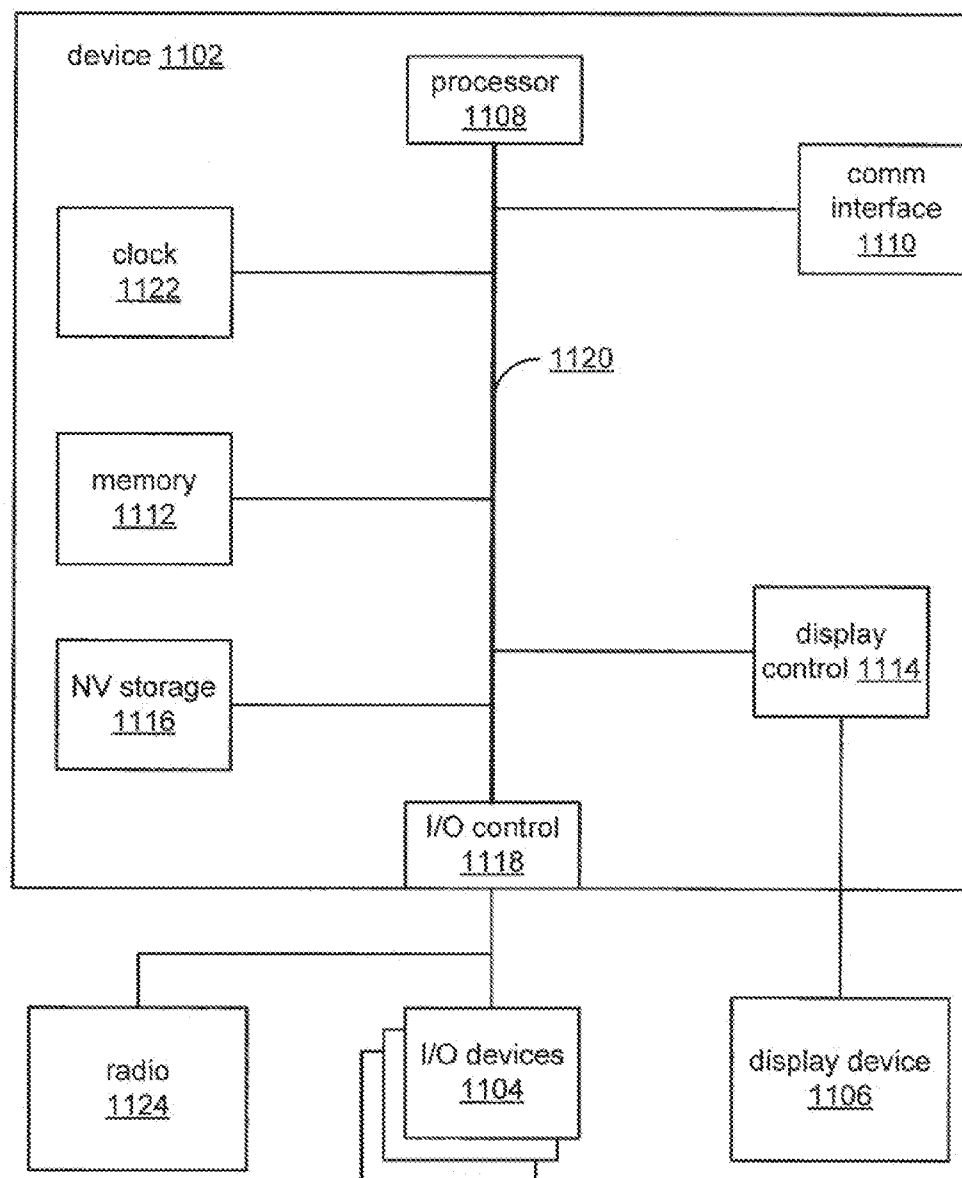 device 1102
processor
1108
comm
interface
1110
clock
1122
1120
memory
1112
display
control 1114
NV storage
1116
I/O control
1118
radio
1124
I/O devices
1104
display device
1106